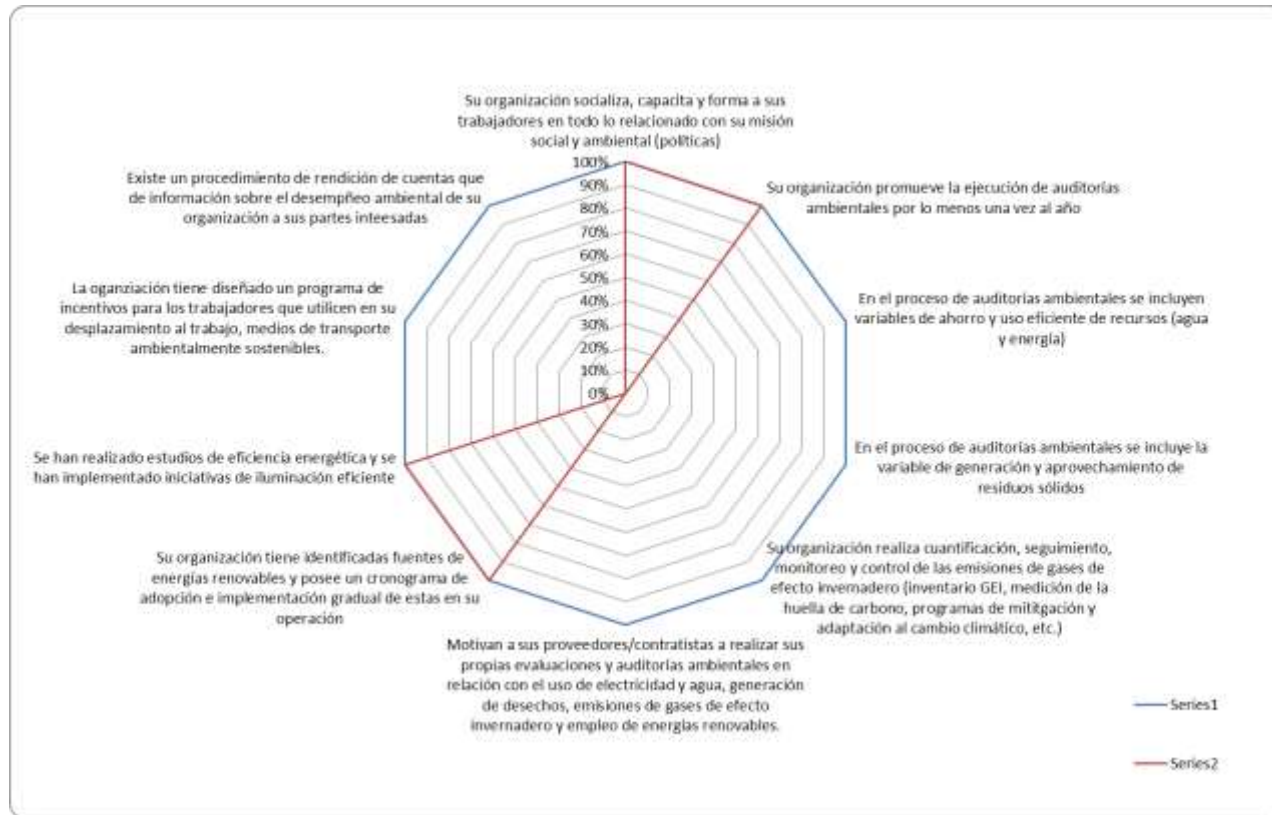 Su organización socializa, capacita y forma a sus
trabajadores en todo lo relacionado con su misión
social y ambiental (políticas)
100%
90%
80%
70%
60%
50%
40%
30%
20%
10%
0%
Su organización promueve la ejecución de auditorías
ambientales por lo menos una vez al año
En el proceso de auditorías ambientales se incluyen
variables de ahorro y uso eficiente de recursos (agua
y energía)
En el proceso de auditorías ambientales se incluye la
variable de generación y aprovechamiento de
residuos sólidos
Su organización realiza cuantificación, seguimiento,
monitoreo y control de las emisiones de gases de
efecto invernadero (inventario GEI, medición de la
huella de carbono, programas de mititgación y
adaptación al cambio climático, etc.)
Motivan a sus proveedores/contratistas a realizar sus
propias evaluaciones y auditorías ambientales en
relación con el uso de electricidad y agua, generación
de desechos, emisiones de gases de efecto
invernadero y empleo de energías renovables.
Su organización tiene identificadas fuentes de
energías renovables y posee un cronograma de
adopción e implementación gradual de estas en su
operación
Se han realizado estudios de eficiencia energética y se
han implementado iniciativas de iluminación eficiente
La oganziación tiene diseñado un programa de
incentivos para los trabajadores que utilicen en su
desplazamiento al trabajo, medios de transporte
ambientalmente sostenibles.
Existe un procedimiento de rendición de cuentas que
de información sobre el desempñeo ambiental de su
organización a sus partes inteesadas
Series1
Series2